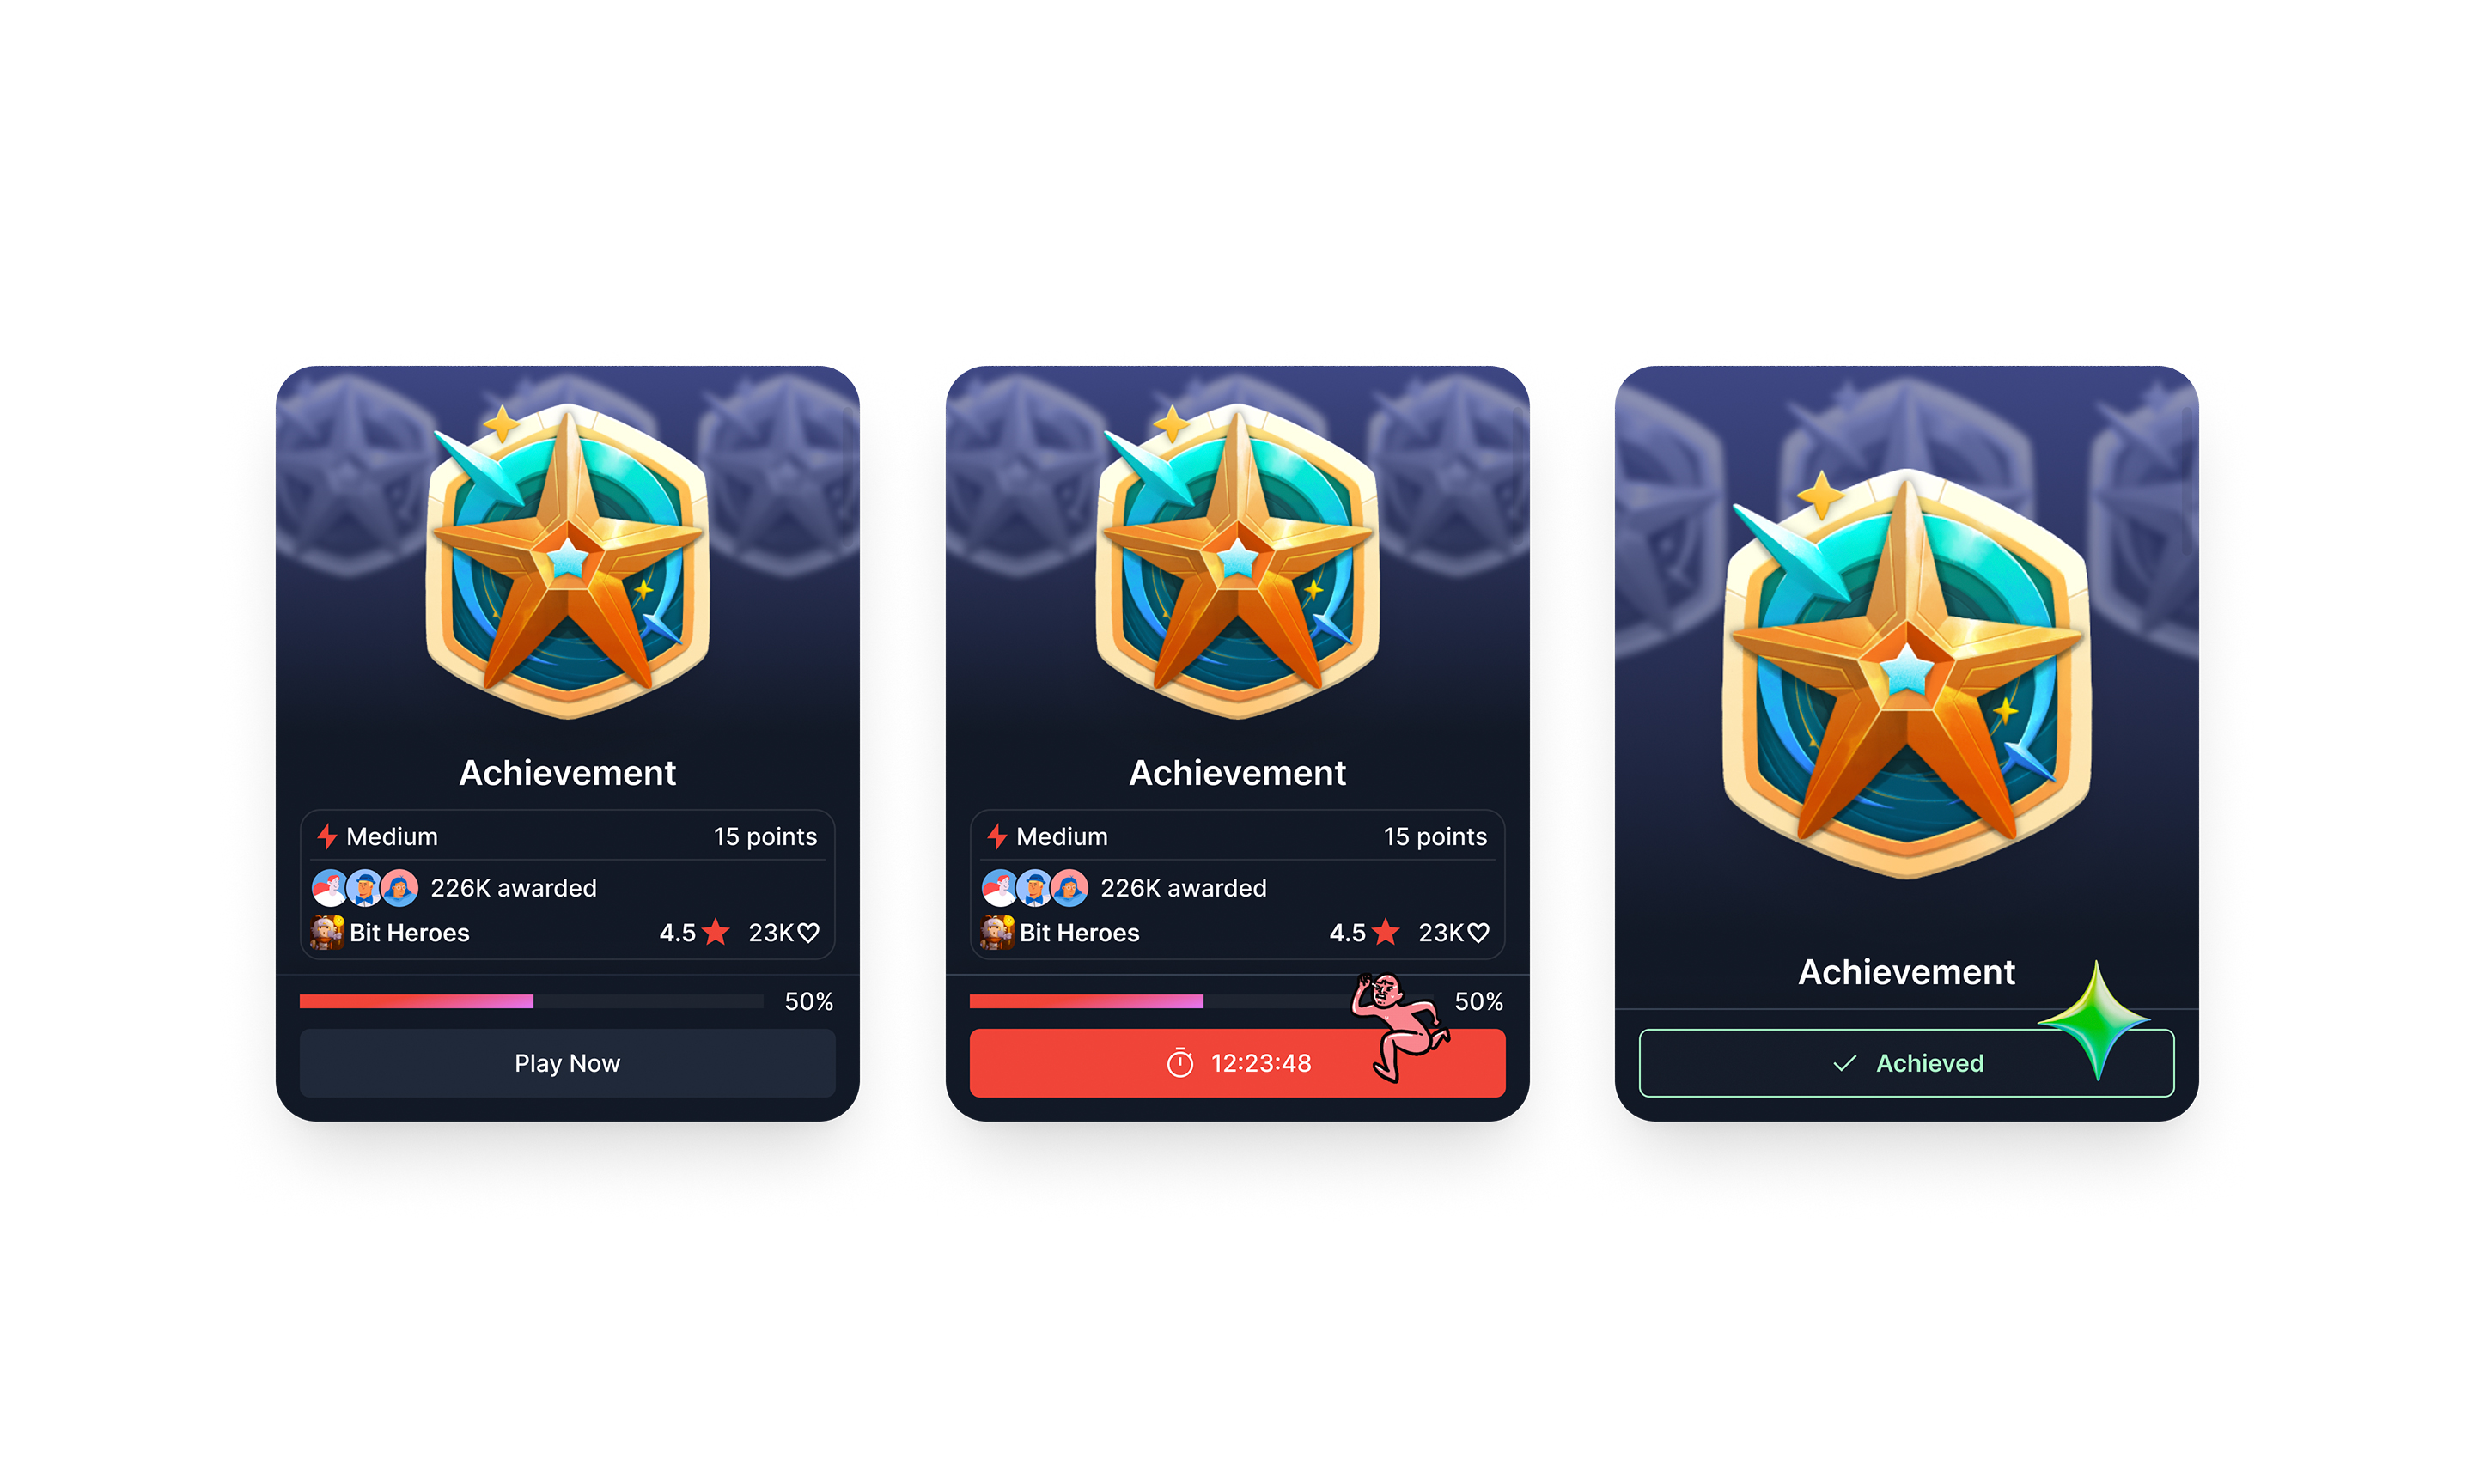 Achievement
Medium 15 points
226K awarded
Bit Heroes 4.5 23K
50%
Play Now
Achievement
Medium 15 points
226K awarded
Bit Heroes 4.5 23K
50%
12:23:48
Achievement
Achieved